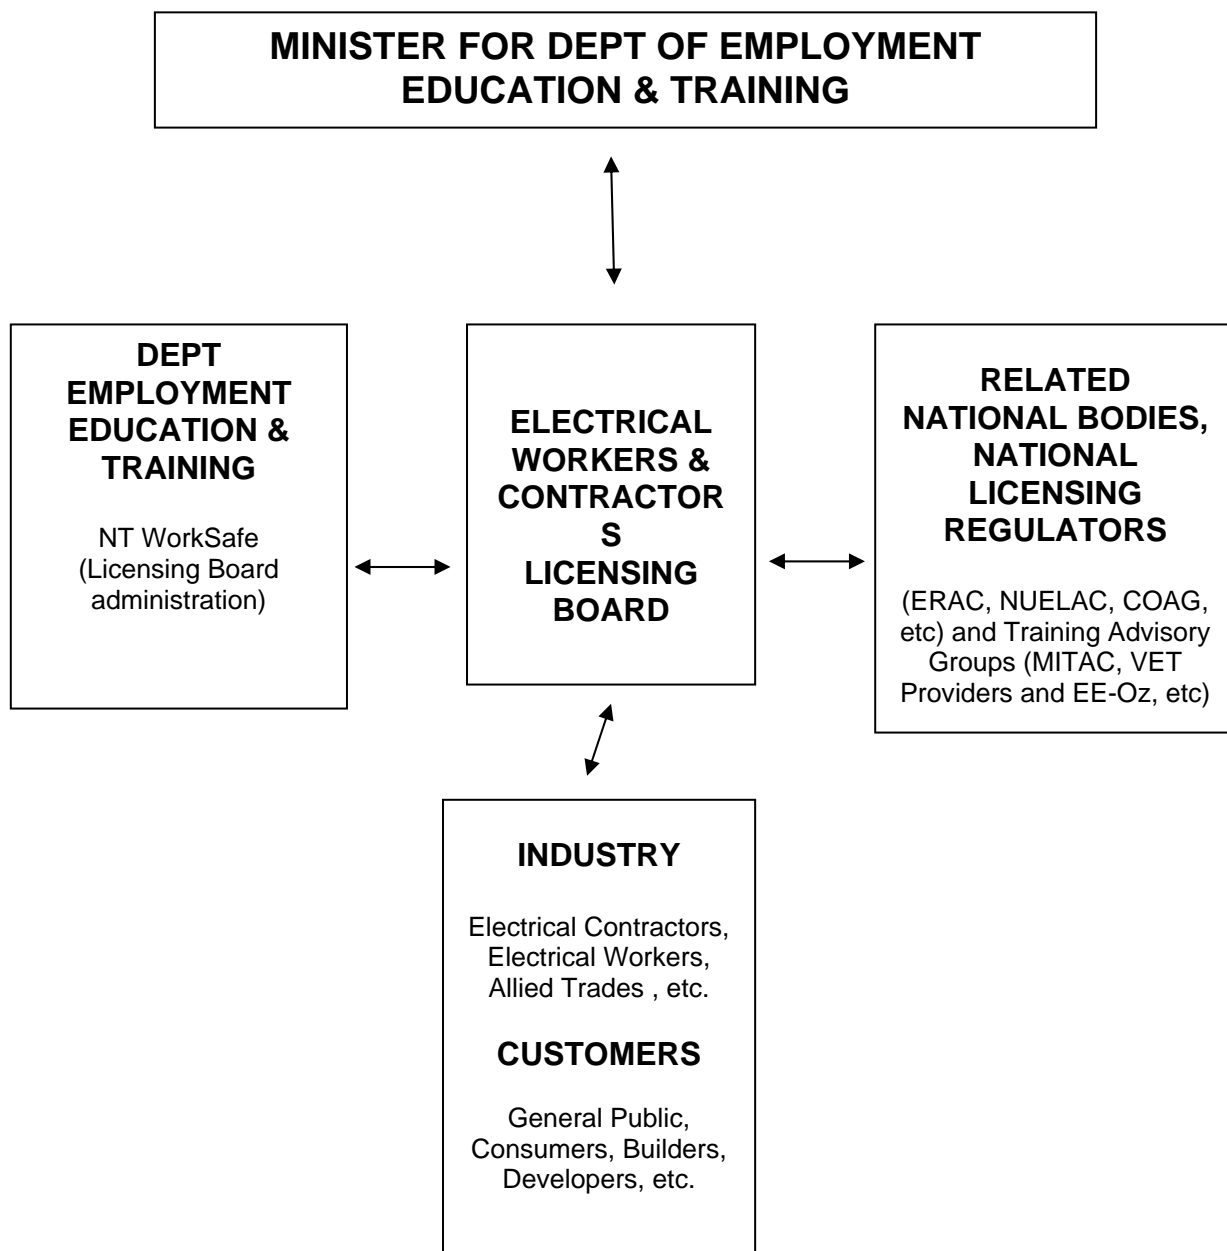 MINISTER FOR DEPT OF EMPLOYMENT
EDUCATION & TRAINING
DEPT
EMPLOYMENT
EDUCATION &
TRAINING
NT WorkSafe
(Licensing Board
administration)
ELECTRICAL
WORKERS &
CONTRACTOR
S
LICENSING
BOARD
RELATED
NATIONAL BODIES,
NATIONAL
LICENSING
REGULATORS
(ERAC, NUELAC, COAG,
etc) and Training Advisory
Groups (MITAC, VET
Providers and EE-Oz, etc)
INDUSTRY
Electrical Contractors,
Electrical Workers,
Allied Trades , etc.
CUSTOMERS
General Public,
Consumers, Builders,
Developers, etc.